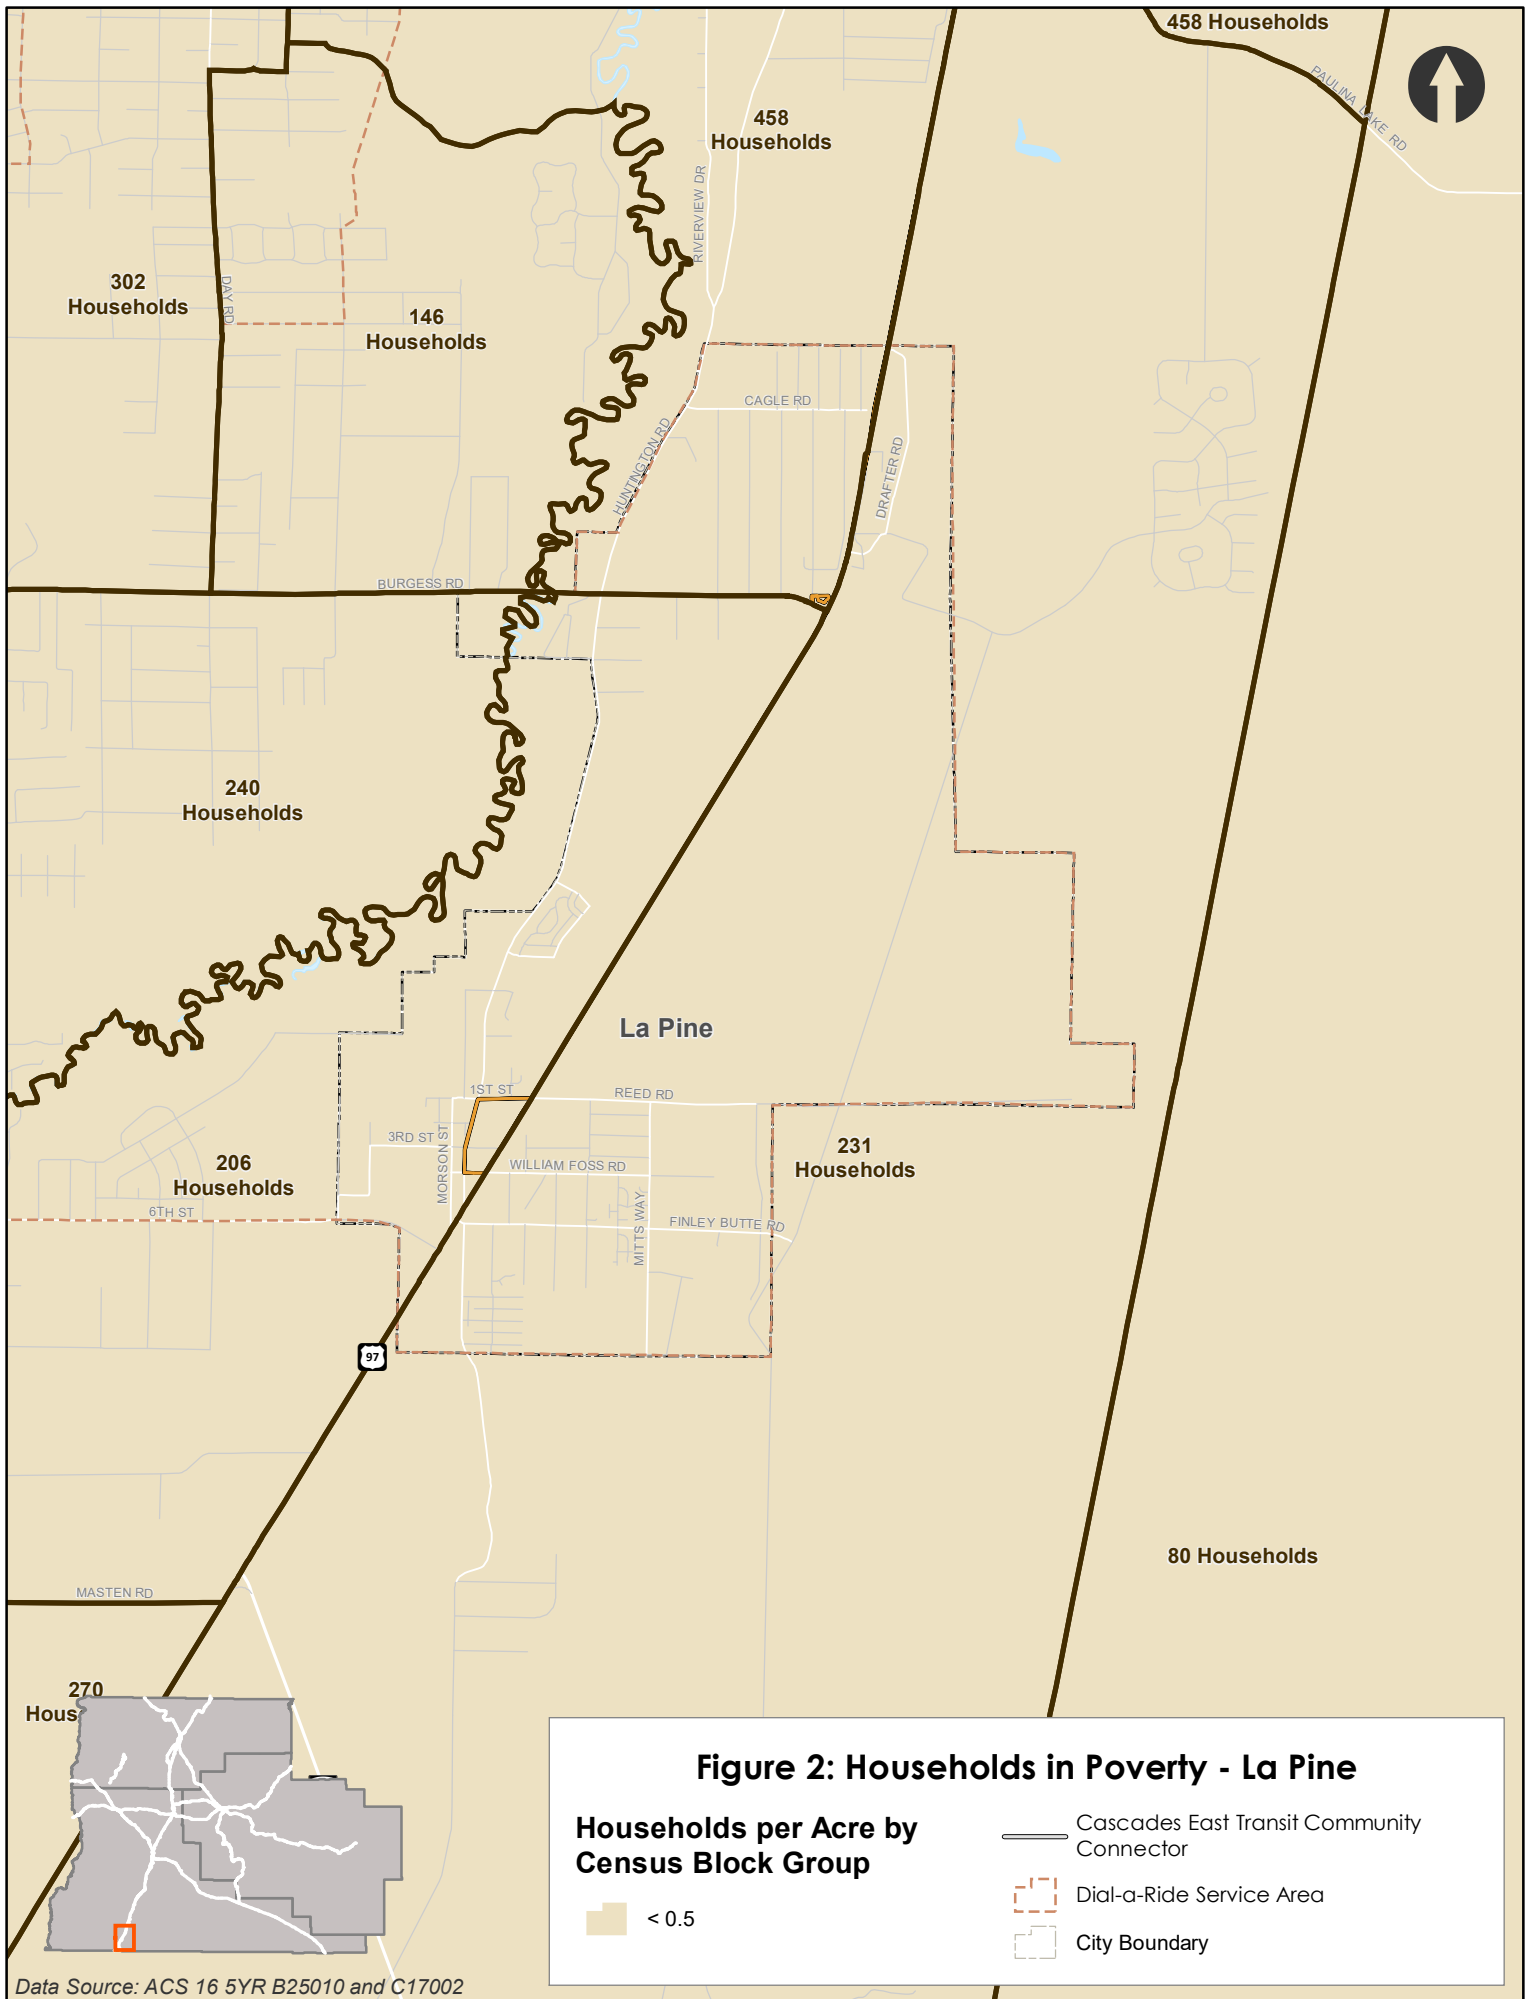 458 Households
PAULINA LAKE RD
458
Households
RIVERVIEW DR
302
Households
DAY RD
146
Households
CAGLE RD
HUNTINGTON RD
DRAFTER RD
BURGESS RD
240
Households
La Pine
1ST ST
REED RD
3RD ST
MORSON ST
WILLIAM FOSS RD
231
Households
206
Households
6TH ST
MITTS WAY
FINLEY BUTTE RD
97
80 Households
MASTEN RD
270
Hous
Figure 2: Households in Poverty - La Pine
Households per Acre by
Census Block Group
< 0.5
Cascades East Transit Community
Connector
Dial-a-Ride Service Area
City Boundary
Data Source: ACS 16 5YR B25010 and C17002